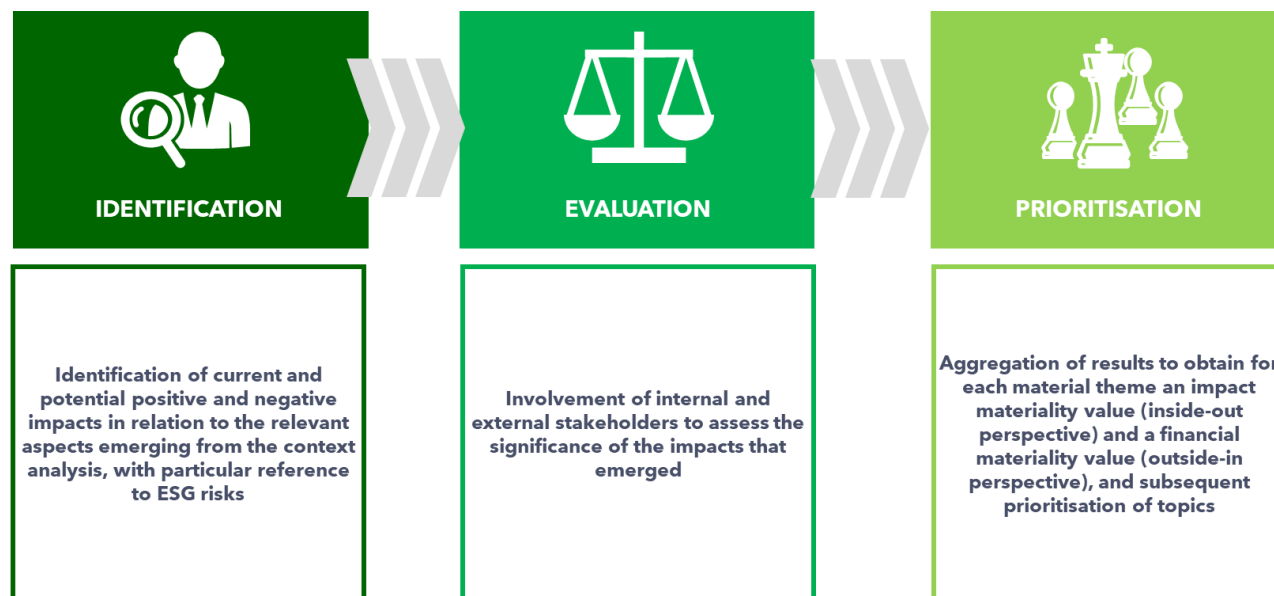 IDENTIFICATION
EVALUATION
PRIORITISATION
Identification of current and
potential positive and negative
impacts in relation to the relevant
aspects emerging from the context
analysis, with particular reference
to ESG risks
Involvement of internal and
external stakeholders to assess the
significance of the impacts that
emerged
Aggregation of results to obtain for
each material theme an impact
materiality value (inside-out
perspective) and a financial
materiality value (outside-in
perspective), and subsequent
prioritisation of topics